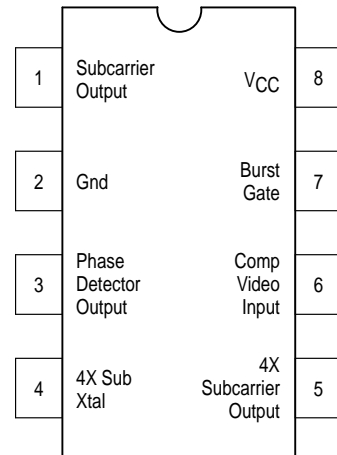 1
Subcarrier
Output
VCC
8
2
Gnd
Burst
Gate
7
3
Phase
Detector
Output
Comp
Video
Input
6
4
4X Sub
Xtal
4X
Subcarrier
Output
5